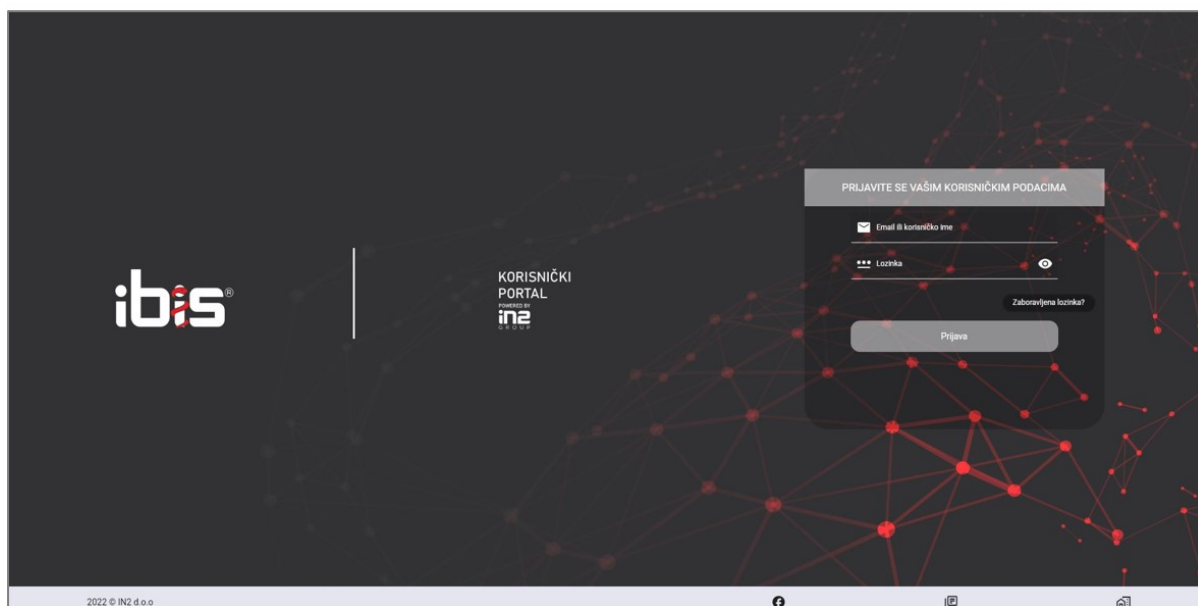 PRIJAVITE SE VAŠIM KORISNIČKIM PODACIMA
Email ili korisničko ime
Lozinka
Zaboravljena lozinka?
Prijava
ibis®
KORISNIČKI
PORTAL
POWERED BY
in2
GROUP
2022 © IN2 d.o.o